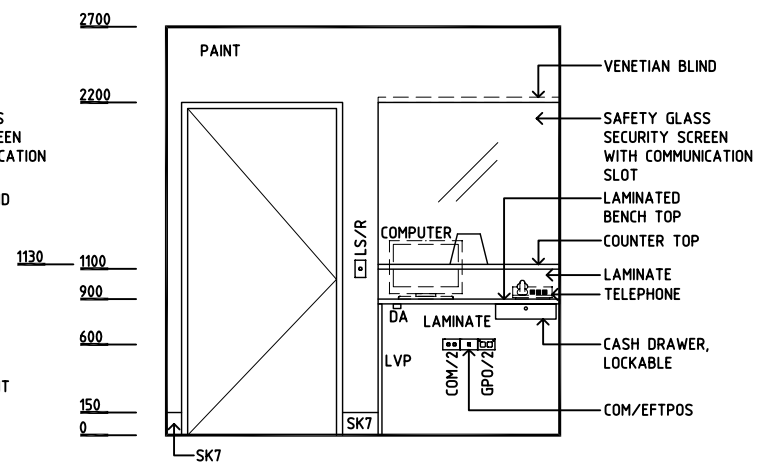 2700
PAINT
VENETIAN BLIND
2200
SAFETY GLASS
SECURITY SCREEN
WITH COMMUNICATION
SLOT
S
EEN
CATION
D
LAMINATED
BENCH TOP
LS/R
COMPUTER
COUNTER TOP
1130
1100
LAMINATE
TELEPHONE
900
DA
LAMINATE
600
CASH DRAWER,
LOCKABLE
LVP
COM/2
GPO/2
T
COM/EFTPOS
150
SK7
0
SK7